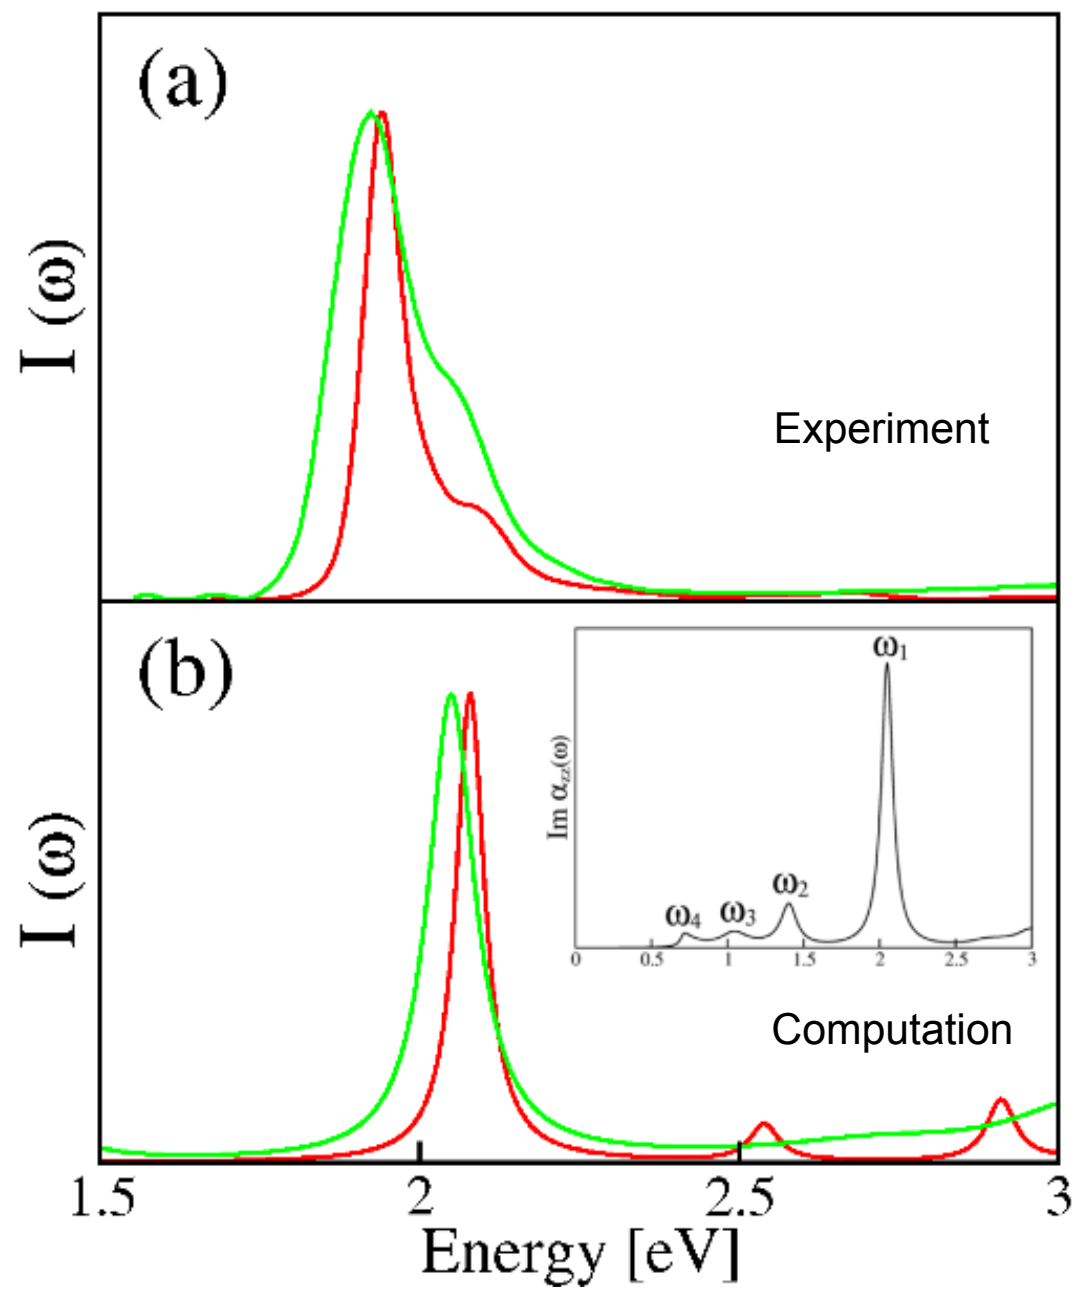 (a)
I (ω)
Experiment
(b)
I (ω)
Im αzz(ω)
ω1
ω2
ω3
ω4
0 0.5 1 1.5 2 2.5 3
Computation
1.5 2 2.5 3
Energy [eV]